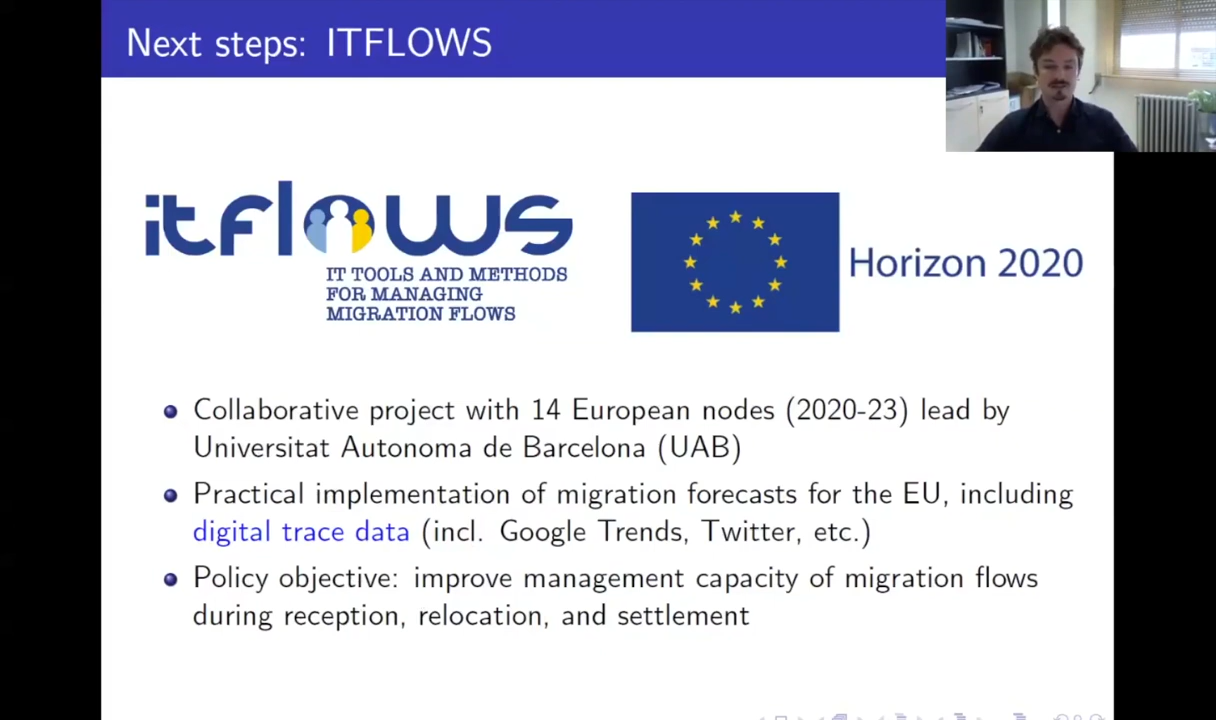 Next steps: ITFLOWS
itflows
IT TOOLS AND METHODS
FOR MANAGING
MIGRATION FLOWS
Horizon 2020
Collaborative project with 14 European nodes (2020-23) lead by
Universitat Autonoma de Barcelona (UAB)
Practical implementation of migration forecasts for the EU, including
digital trace data (incl. Google Trends, Twitter, etc.)
Policy objective: improve management capacity of migration flows
during reception, relocation, and settlement